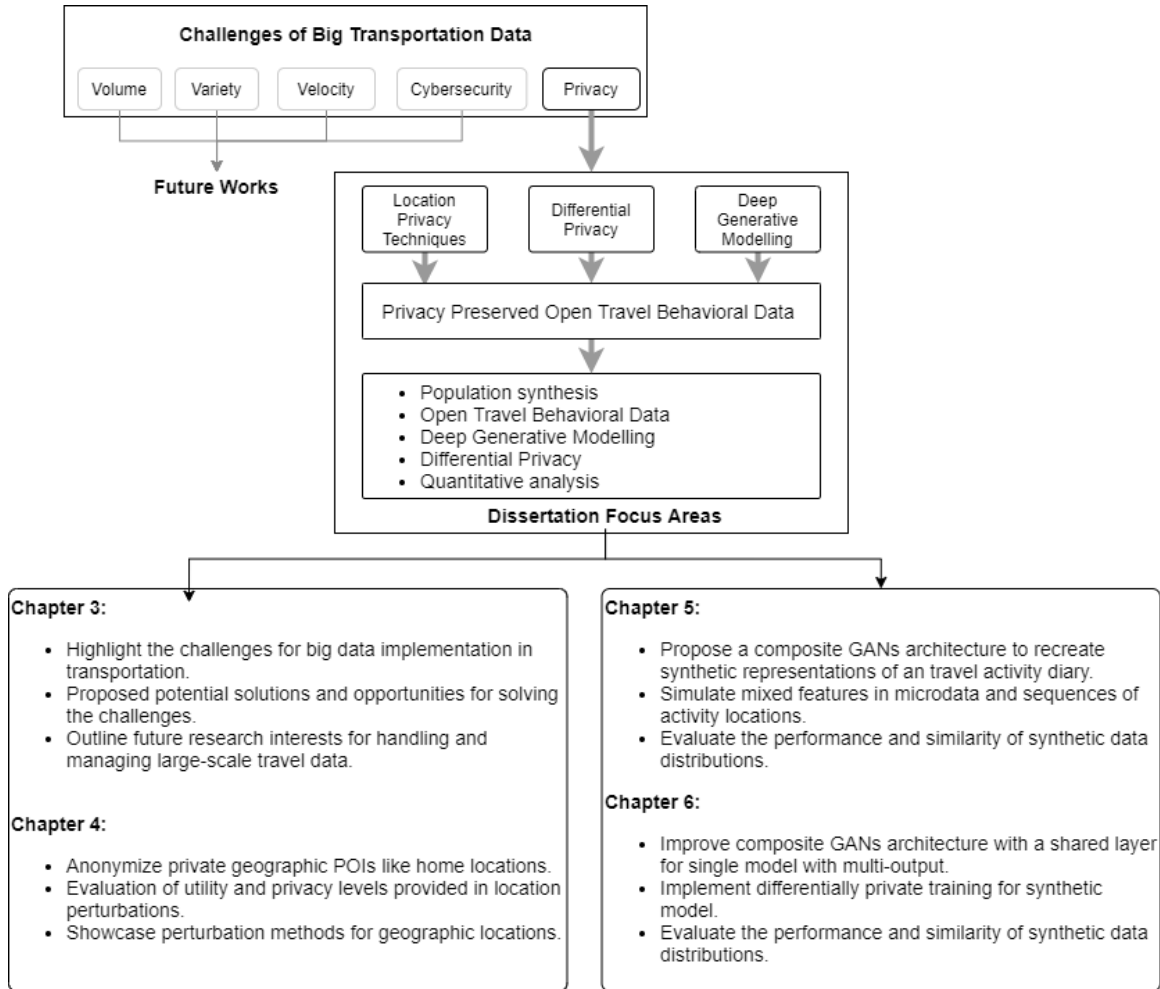 Challenges of Big Transportation Data
Volume
Variety
Velocity
Cybersecurity
Privacy
Future Works
Location
Privacy
Techniques
Differential
Privacy
Deep
Generative
Modelling
Privacy Preserved Open Travel Behavioral Data
• Population synthesis
• Open Travel Behavioral Data
• Deep Generative Modelling
• Differential Privacy
• Quantitative analysis
Dissertation Focus Areas
Chapter 3:
• Highlight the challenges for big data implementation in
transportation.
• Proposed potential solutions and opportunities for solving
the challenges.
• Outline future research interests for handling and
managing large-scale travel data.
Chapter 4:
• Anonymize private geographic POIs like home locations.
• Evaluation of utility and privacy levels provided in location
perturbations.
• Showcase perturbation methods for geographic locations.
Chapter 5:
• Propose a composite GANs architecture to recreate
synthetic representations of an travel activity diary.
• Simulate mixed features in microdata and sequences of
activity locations.
• Evaluate the performance and similarity of synthetic data
distributions.
Chapter 6:
• Improve composite GANs architecture with a shared layer
for single model with multi-output.
• Implement differentially private training for synthetic
model.
• Evaluate the performance and similarity of synthetic data
distributions.